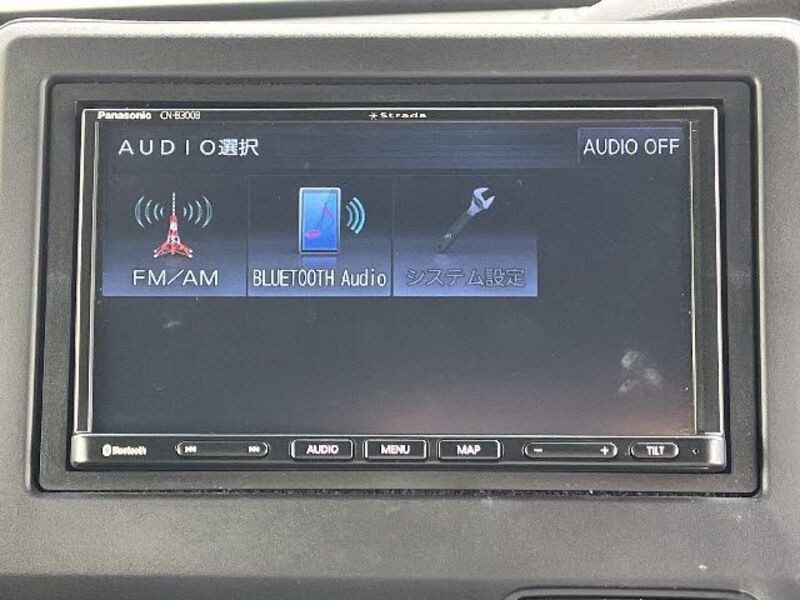 Panasonic CN-B300B
Strada
AUDIO選択
AUDIO OFF
FM/AM
BLUETOOTH Audio
システム設定
Bluetooth
AUDIO
MENU
MAP
- +
TILT